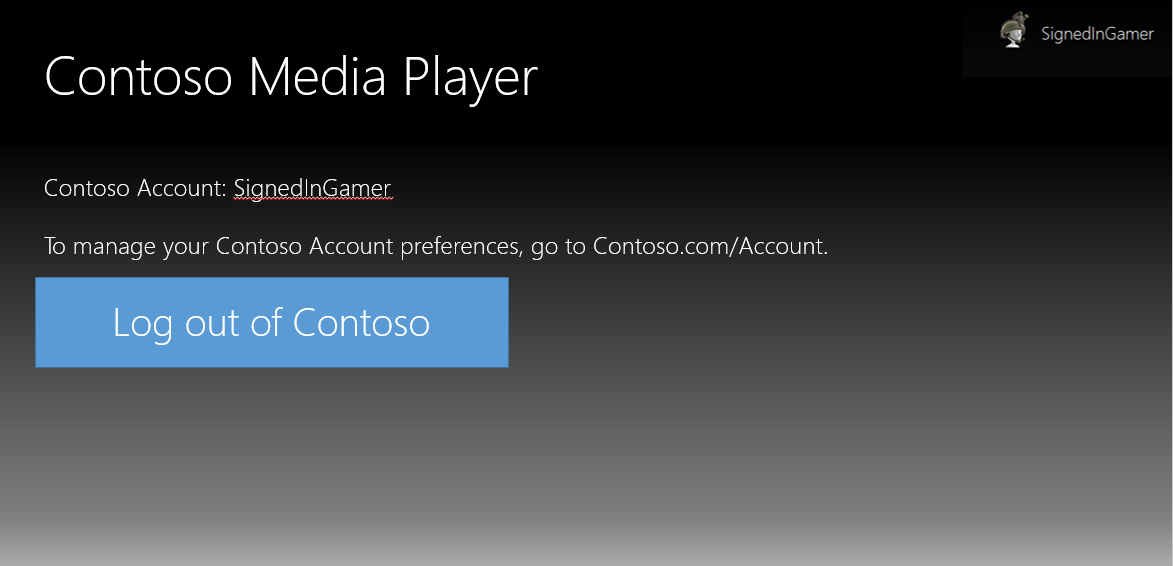 SignedInGamer
Contoso Media Player
Contoso Account: SignedInGamer
To manage your Contoso Account preferences, go to Contoso.com/Account.
Log out of Contoso